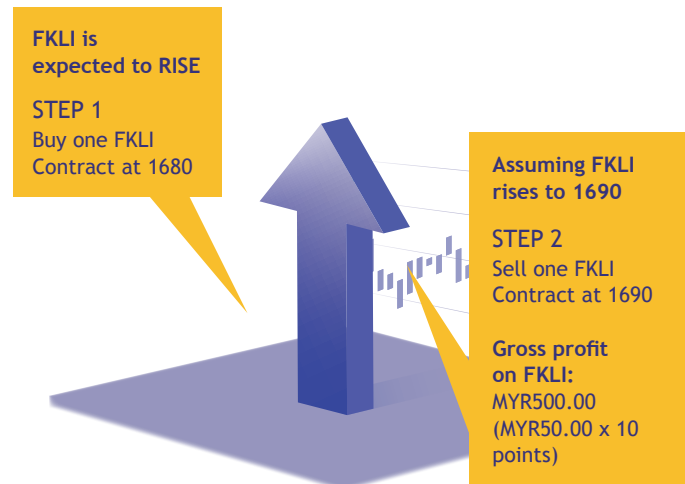 FKLI is
expected to RISE
STEP 1
Buy one FKLI
Contract at 1680
Assuming FKLI
rises to 1690
STEP 2
Sell one FKLI
Contract at 1690
Gross profit
on FKLI:
MYR500.00
(MYR50.00 x 10
points)